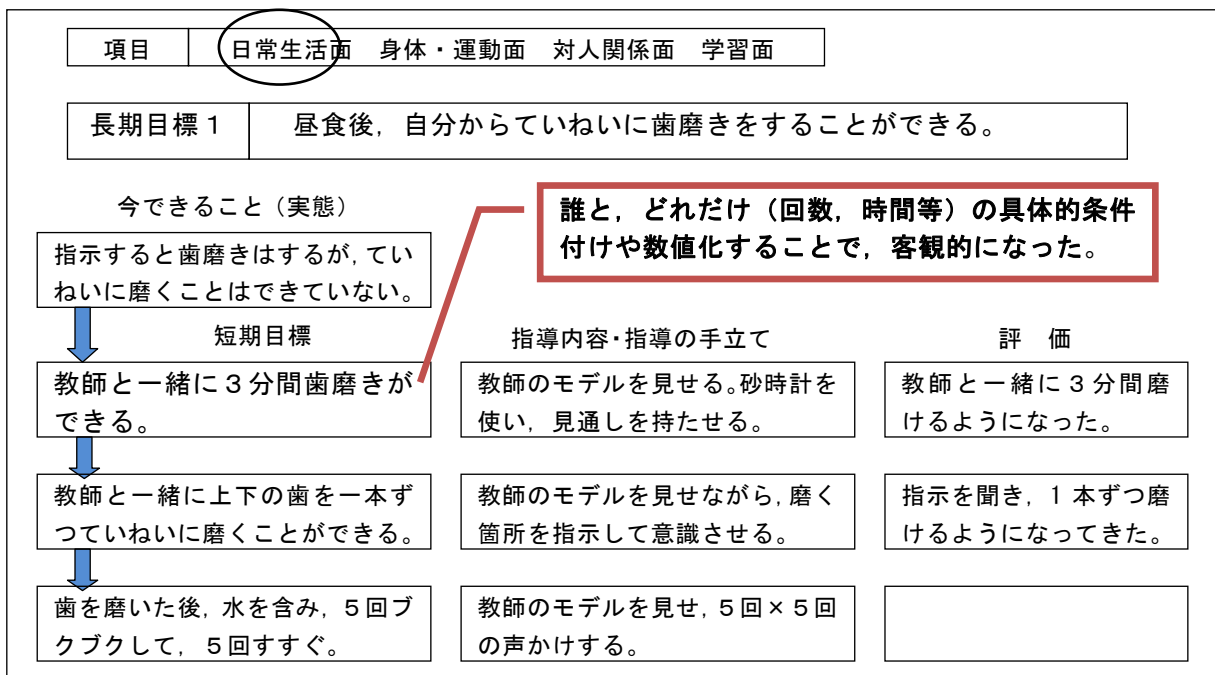 項目 日常生活面 身体・運動面 対人関係面 学習面
長期目標1 昼食後，自分からていねいに歯磨きをすることができる。
今できること（実態）
誰と，どれだけ（回数，時間等）の具体的条件
付けや数値化することで，客観的になった。
指示すると歯磨きはするが，てい
ねいに磨くことはできていない。
短期目標 指導内容・指導の手立て 評 価
教師と一緒に３分間歯磨きが
できる。
教師のモデルを見せる。砂時計を
使い，見通しを持たせる。
教師と一緒に３分間磨
けるようになった。
教師と一緒に上下の歯を一本ず
つていねいに磨くことができる。
教師のモデルを見せながら，磨く
箇所を指示して意識させる。
指示を聞き，１本ずつ磨
けるようになってきた。
歯を磨いた後，水を含み，５回ブ
クブクして，５回すすぐ。
教師のモデルを見せ，５回×５回
の声かけする。